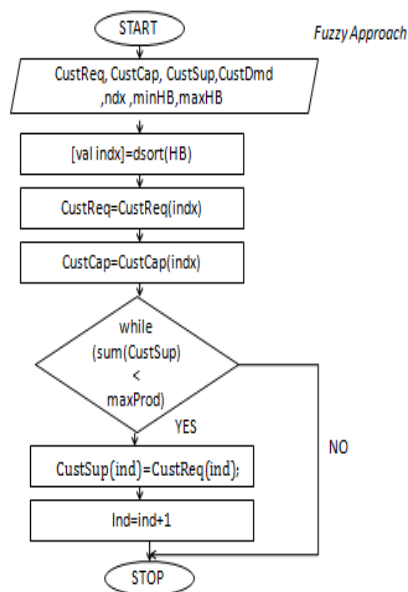 START
Fuzzy Approach
CustReq, CustCap, CustSup,CustDmd
,ndx ,minHB,maxHB
[val indx]=dsort(HB)
CustReq=CustReq(indx)
CustCap=CustCap(indx)
while
(sum(CustSup)
<
maxProd)
YES
NO
CustSup(ind)=CustReq(ind);
Ind=ind+1
STOP